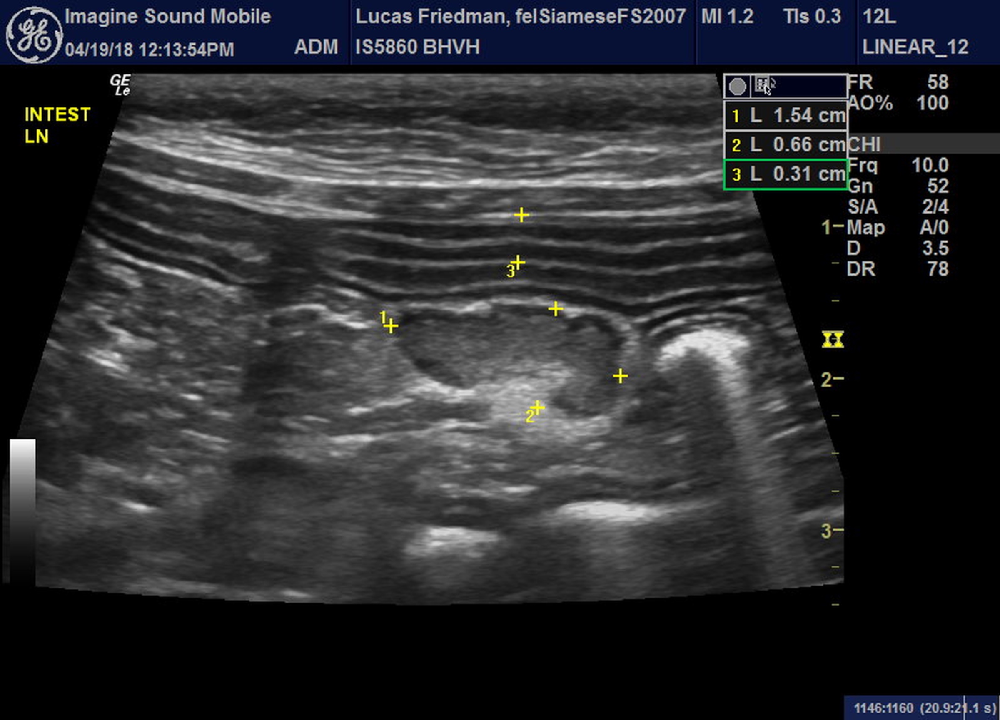 Imagine Sound Mobile
04/19/18 12:13:54PM ADM
Lucas Friedman, felSiameseFS2007
IS5860 BHVH
MI 1.2 TIs 0.3
12L
LINEAR_12
GE
Le
INTEST
LN
1 L 1.54 cm
2 L 0.66 cm
3 L 0.31 cm
FR 58
AO% 100
CHI
Frq 10.0
Gn 52
S/A 2/4
Map A/0
D 3.5
DR 78
1
2
3
3
1
2
1146:1160 (20.9:21.1 s)